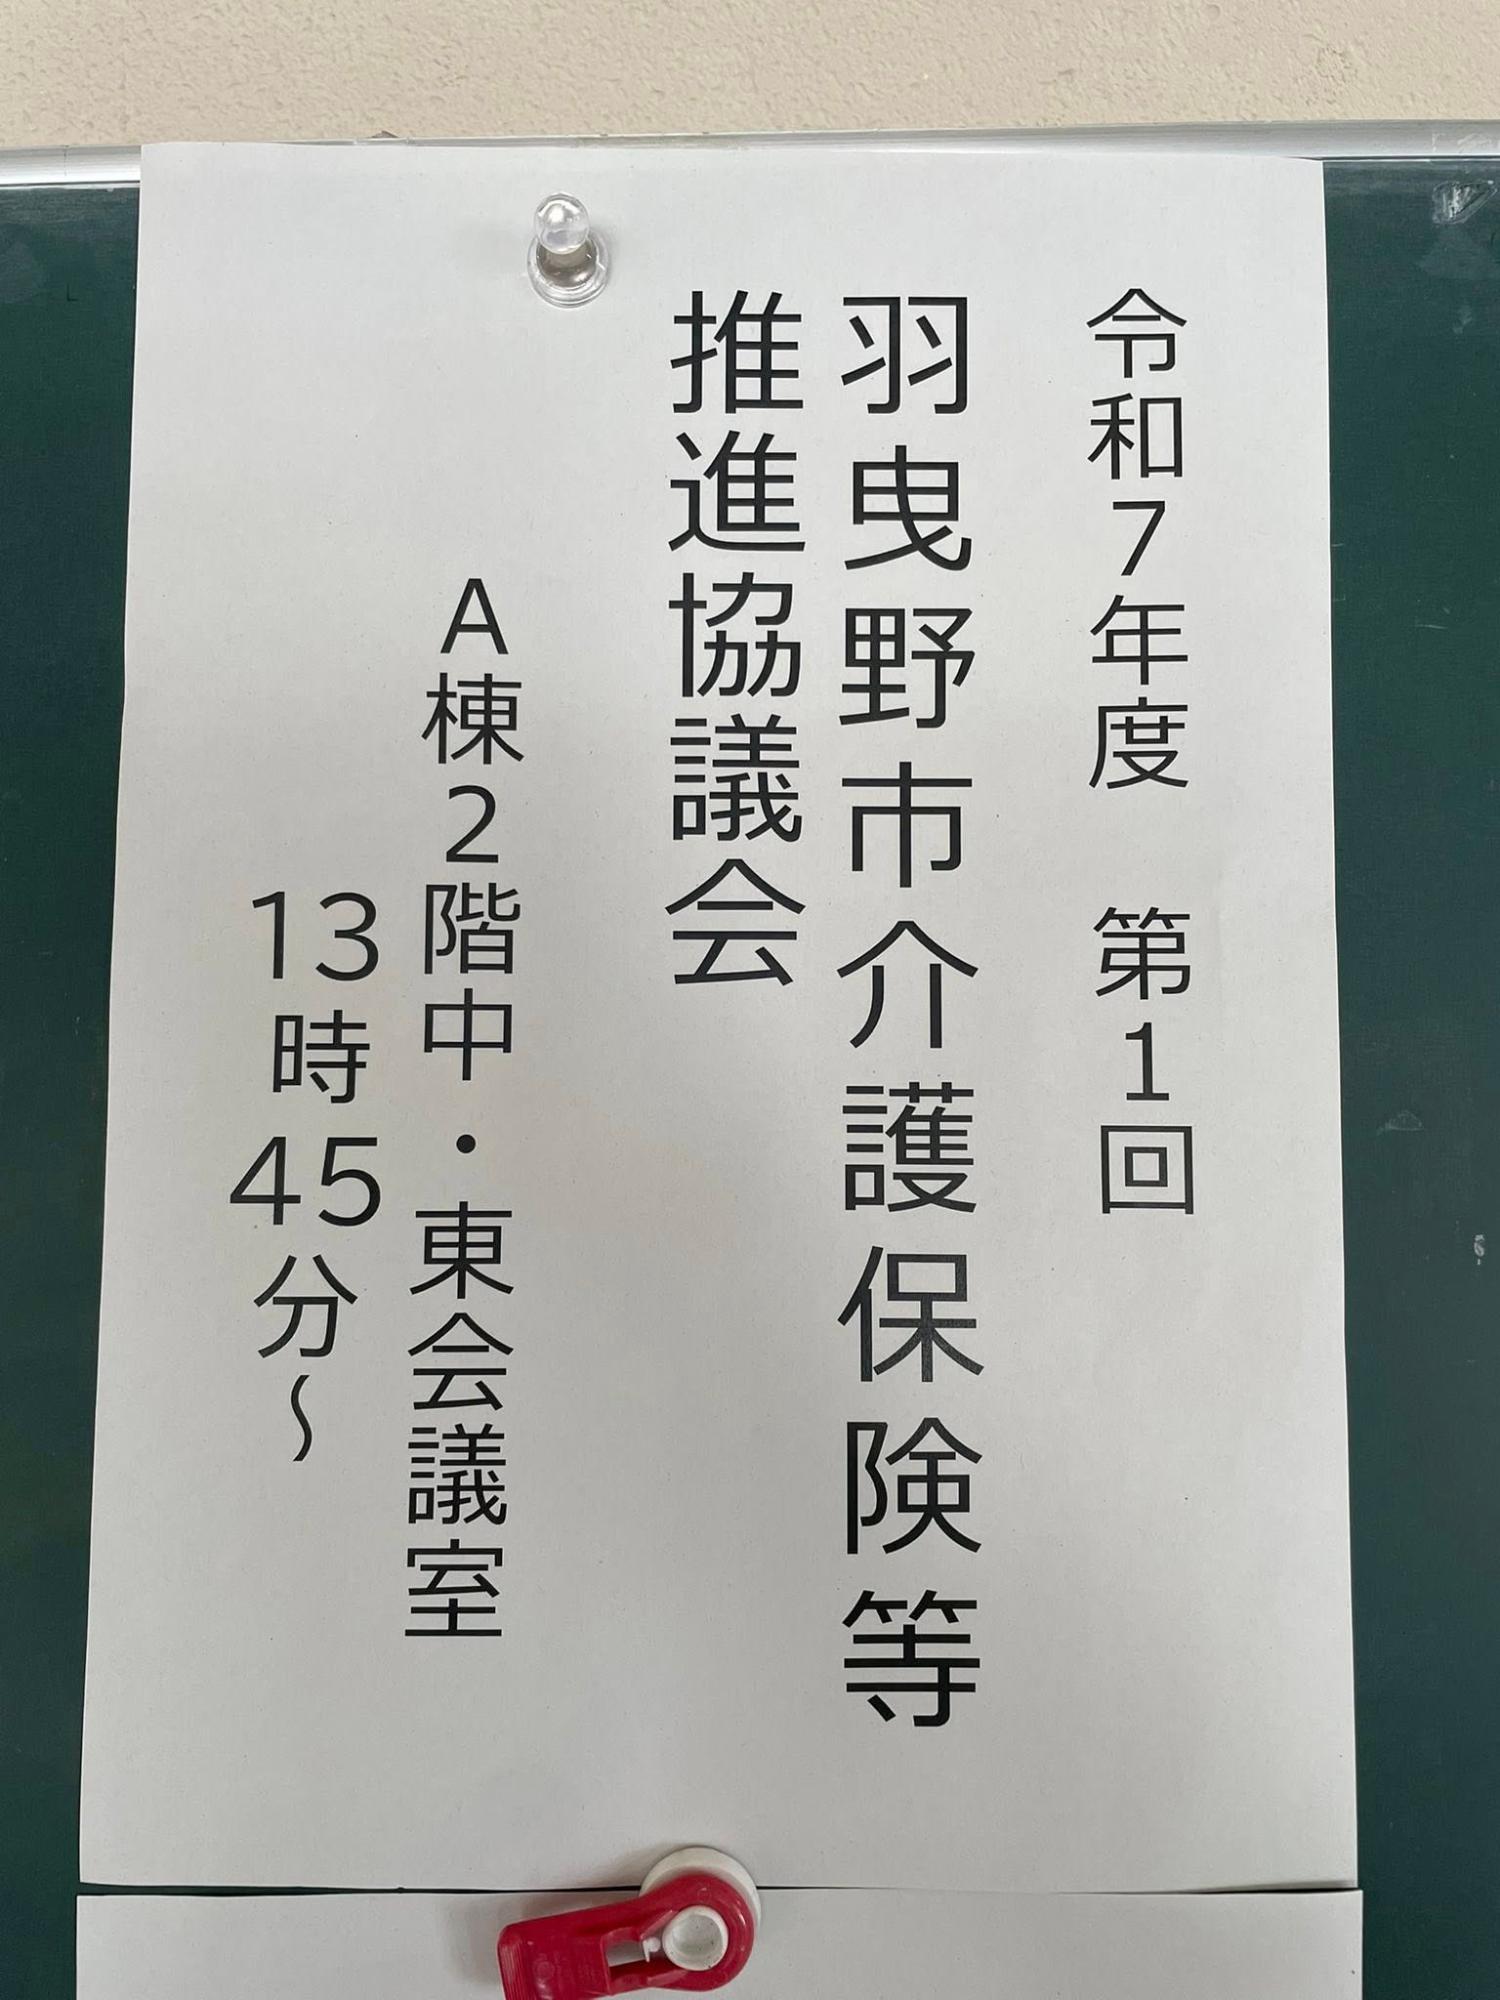 令和7年度　第1回
羽曳野市介護保険等
推進協議会
A棟2階中・東会議室
13時45分～